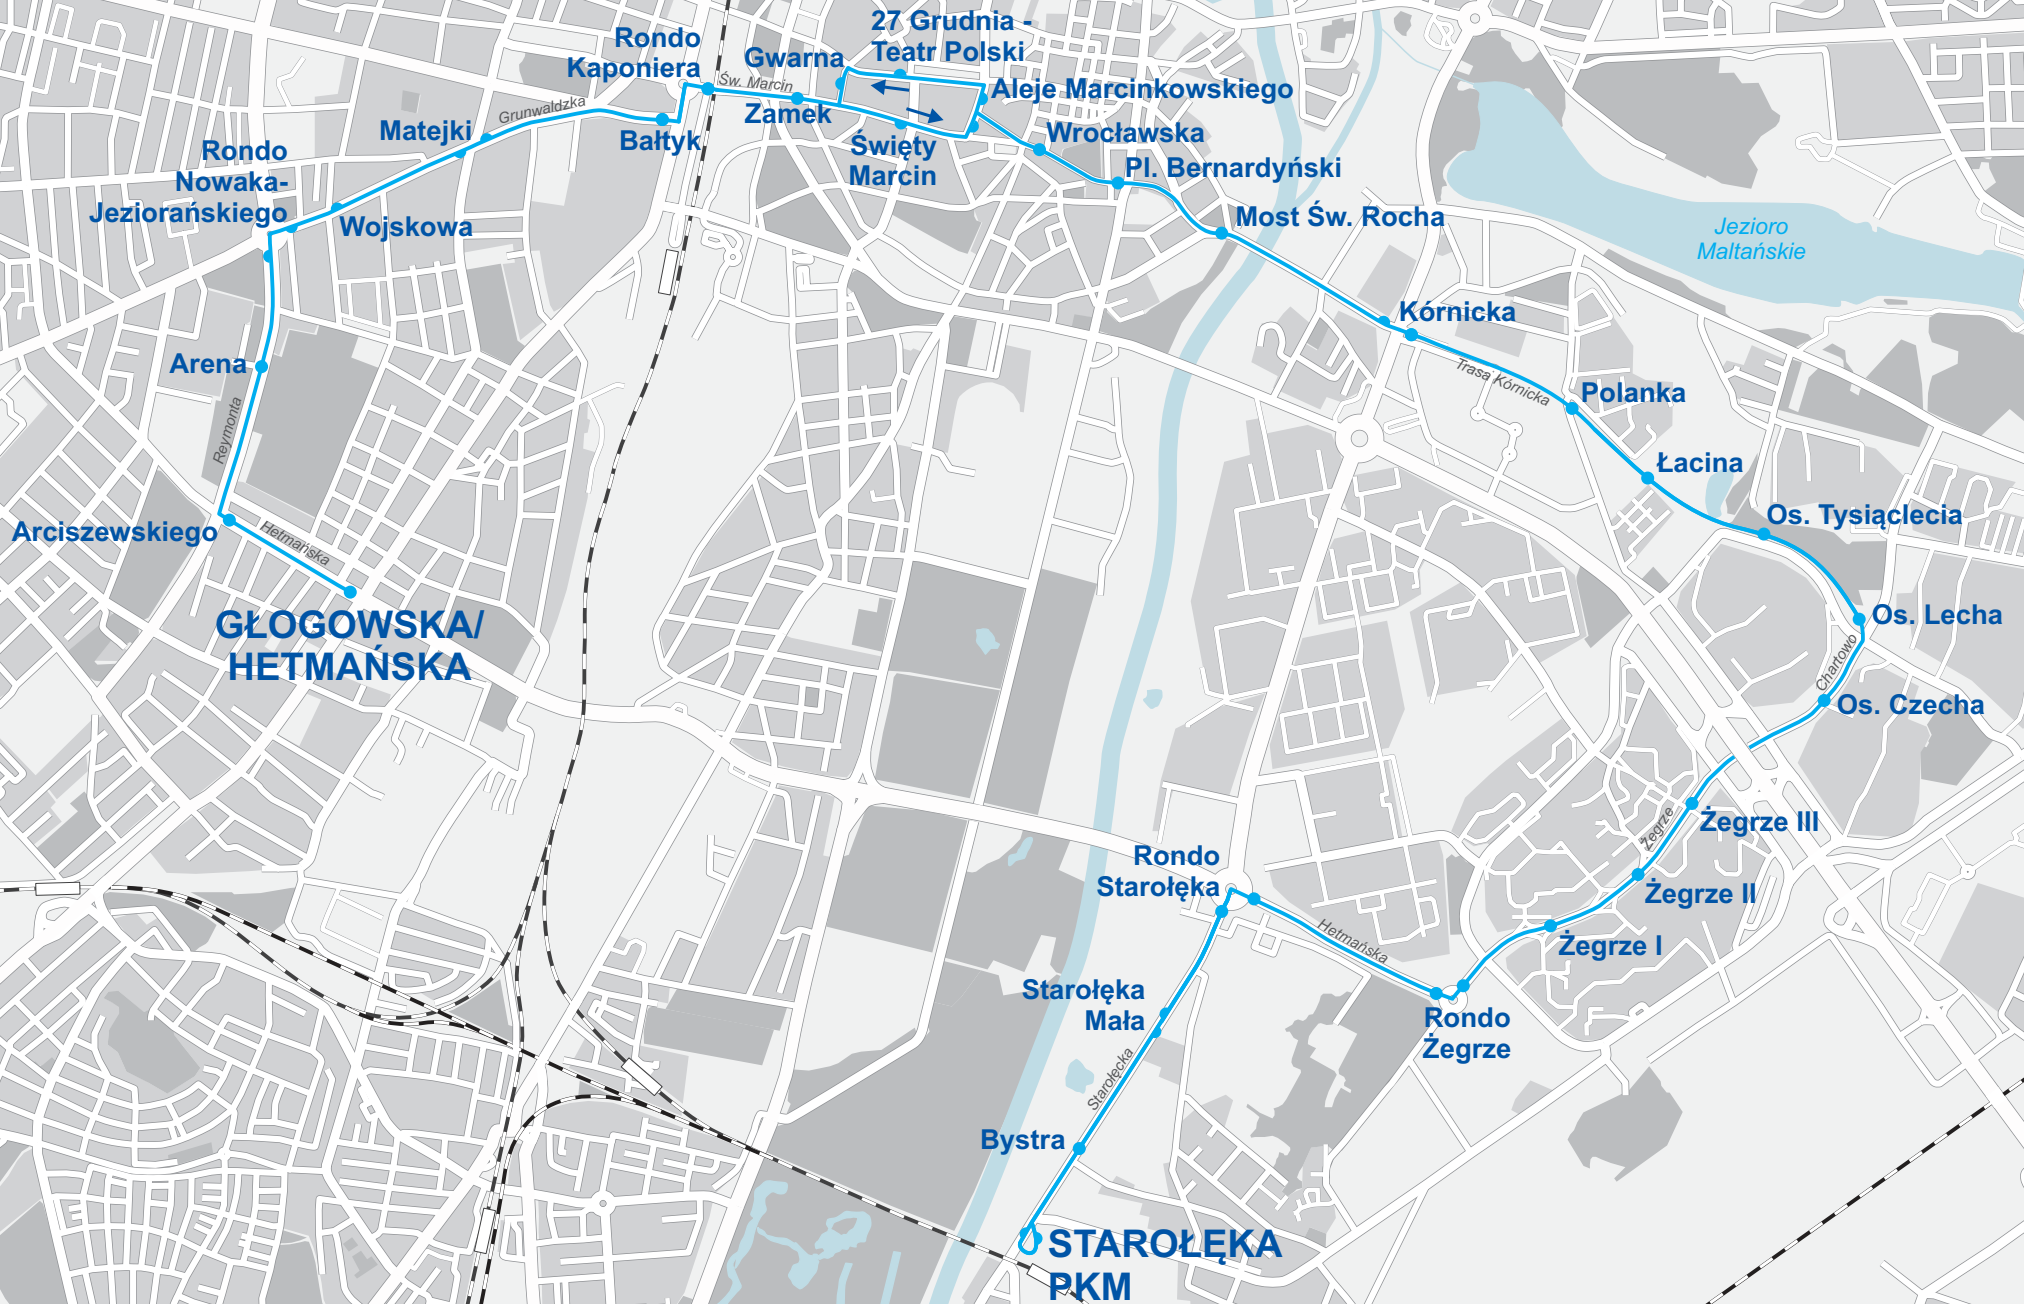 27 Grudnia -
Teatr Polski
Rondo
Kaponiera
Gwarna
Św. Marcin
Aleje Marcinkowskiego
Zamek
Grunwaldzka
Matejki
Bałtyk
Święty
Marcin
Wrocławska
Pl. Bernardyński
Rondo
Nowaka-
Jeziorańskiego
Wojskowa
Most Św. Rocha
Jezioro
Maltańskie
Kórnicka
Arena
Trasa Kórnicka
Polanka
Reymonta
Łacina
Arciszewskiego
Hetmańska
Os. Tysiąclecia
GŁOGOWSKA/
HETMAŃSKA
Os. Lecha
Chartowo
Os. Czecha
Żegrze III
Żegrze
Rondo
Starołęka
Żegrze II
Hetmańska
Żegrze I
Starołęka
Mała
Rondo
Żegrze
Starołęcka
Bystra
STAROŁĘKA
PKM